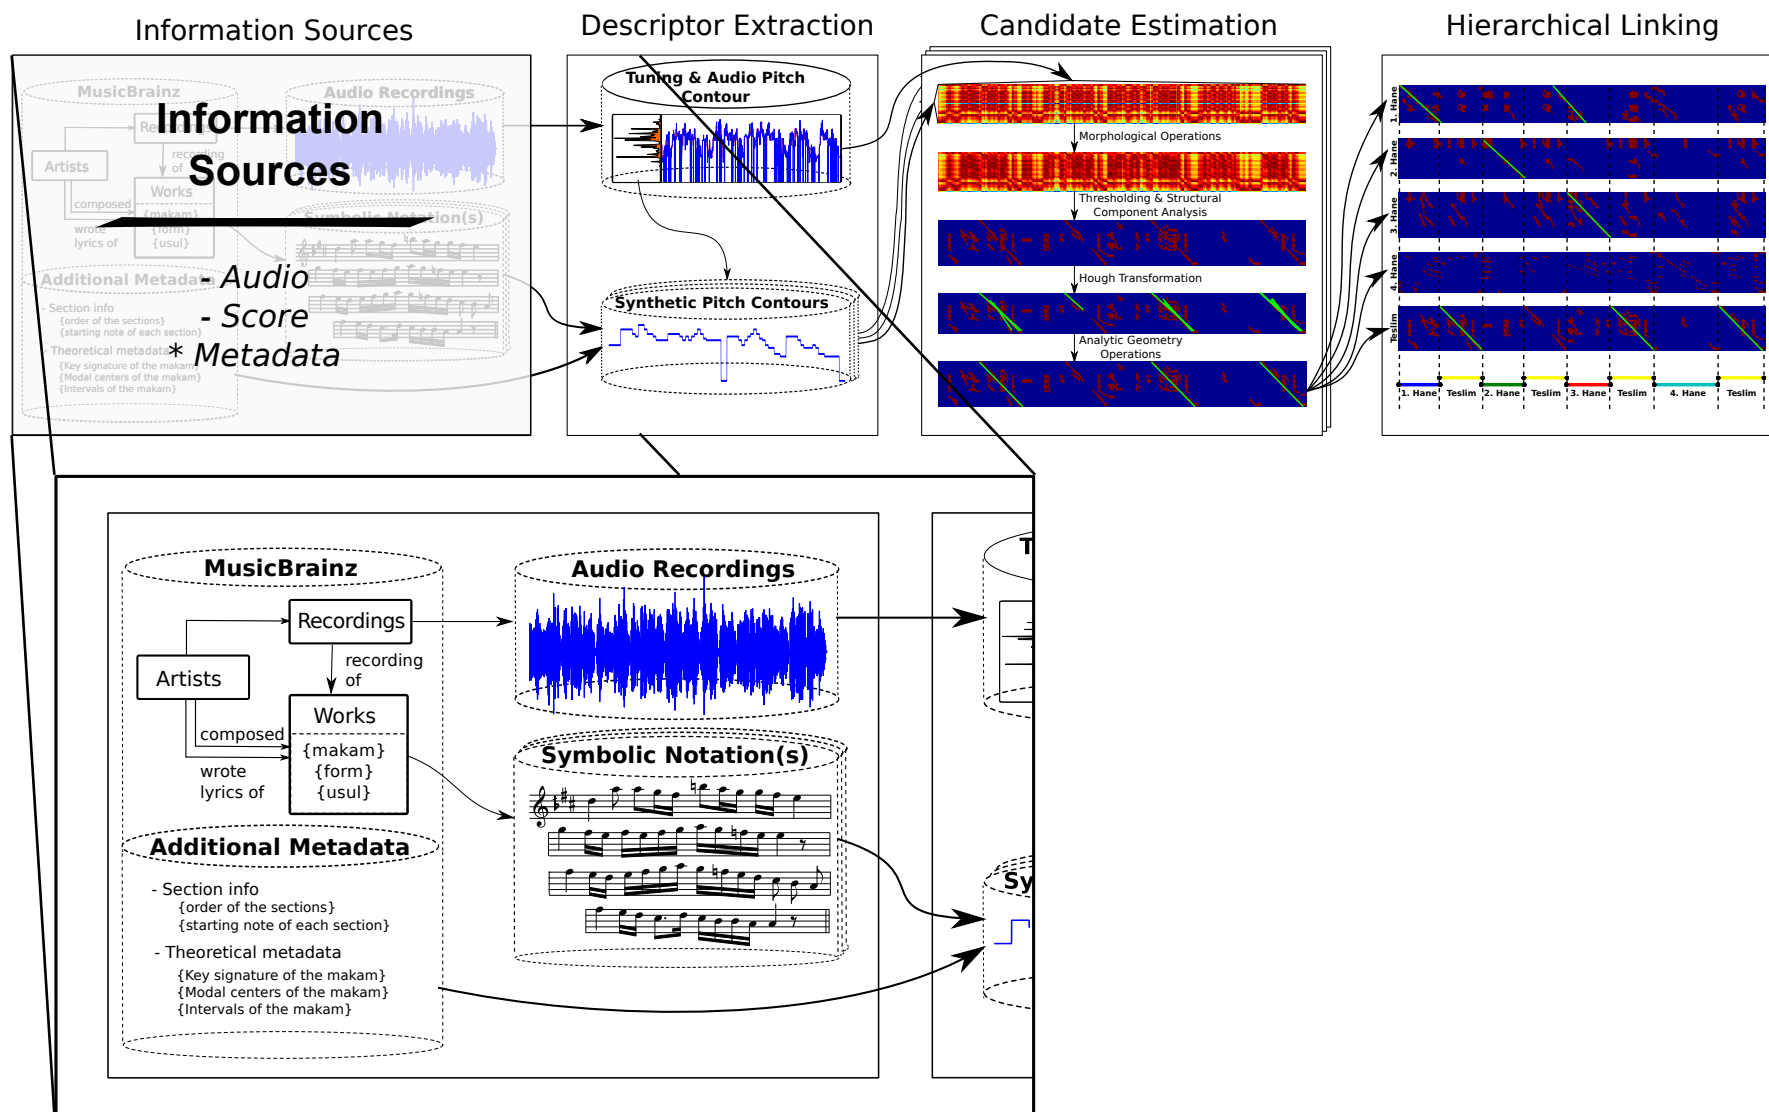 Information Sources
Descriptor Extraction
Candidate Estimation
Hierarchical Linking
MusicBrainz
Recordings
Artists
recording
of
Works
{makam}
{form}
{usul}
composed
wrote
lyrics of
Audio Recordings
Symbolic Notation(s)
Additional Metadata
- Section info
{order of the sections}
{starting note of each section}
- Theoretical metadata
{Key signature of the makam}
{Modal centers of the makam}
{Intervals of the makam}
Information
Sources
- Audio
- Score
* Metadata
Tuning & Audio Pitch
Contour
Synthetic Pitch Contours
Morphological Operations
Thresholding & Structural
Component Analysis
Hough Transformation
Analytic Geometry
Operations
1. Hane
2. Hane
3. Hane
4. Hane
Teslim
1. Hane
Teslim
2. Hane
Teslim
3. Hane
Teslim
4. Hane
Teslim
MusicBrainz
Recordings
Artists
recording
of
Works
{makam}
{form}
{usul}
composed
wrote
lyrics of
Additional Metadata
- Section info
{order of the sections}
{starting note of each section}
- Theoretical metadata
{Key signature of the makam}
{Modal centers of the makam}
{Intervals of the makam}
Audio Recordings
Symbolic Notation(s)
T
Sy